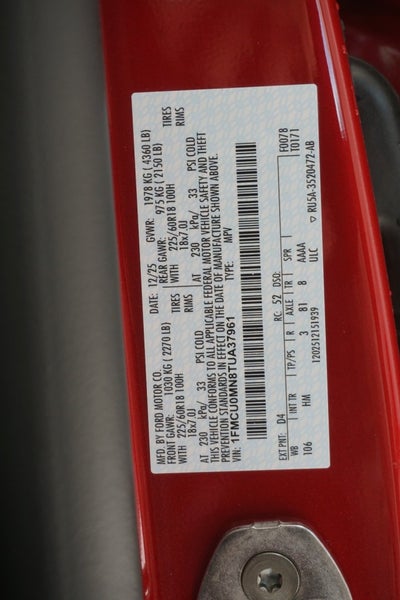 MFD. BY FORD MOTOR CO.
DATE: 12/25 GVWR: 1978 KG ( 4360 LB)
FRONT GAWR: 1030 KG ( 2270 LB) REAR GAWR: 975 KG ( 2150 LB)
WITH 225/60R18 100H TIRES WITH 225/60R18 100H TIRES
18x7.0J RIMS 18x7.0J RIMS
AT 230 kPa/ 33 PSI COLD AT 230 kPa/ 33 PSI COLD
THIS VEHICLE CONFORMS TO ALL APPLICABLE FEDERAL MOTOR VEHICLE SAFETY AND THEFT
PREVENTION STANDARDS IN EFFECT ON THE DATE OF MANUFACTURE SHOWN ABOVE.
VIN: 1FMCU0MN8TUA37961 TYPE: MPV
F0078
T0171
EXT PNT: D4 RC: 52 DSO:
WB INT TR TP/PS R AXLE TR SPR
106 HM 3 81 B AAAA
ULC
1202512151939
▽ RU5A-3520472-AB